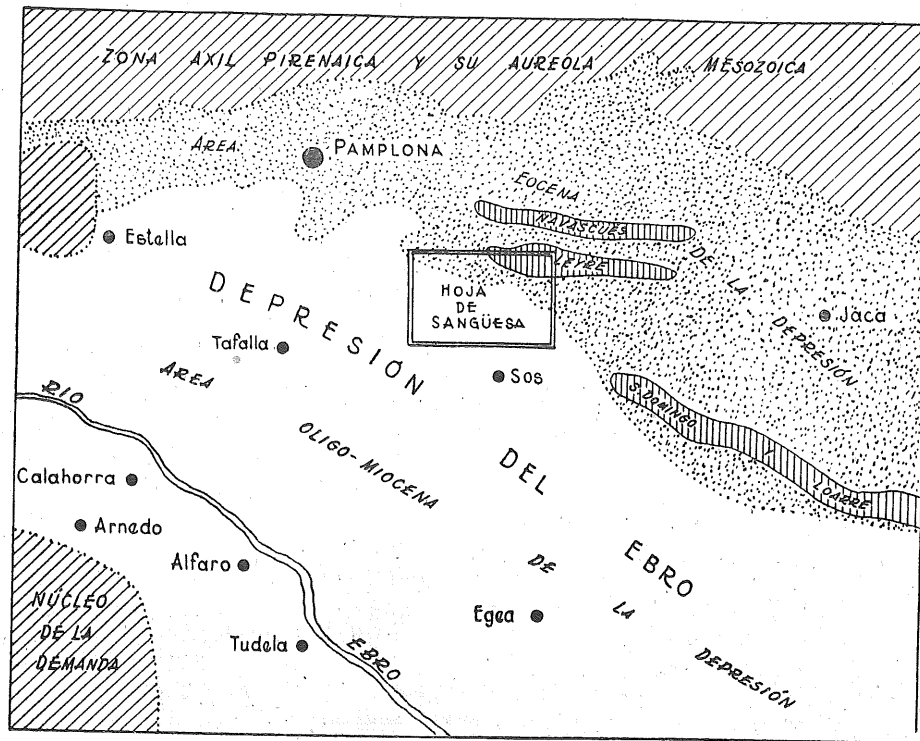 ZONA AXIL PIRENAICA Y SU AUREOLA MESOZOICA
AREA
PAMPLONA
EOCENA
NAVASCUES
DE LA
DEPRESIÓN
Estella
LEYRE
HOJA
DE
SANGÜESA
Jaca
DEPRESIÓN
Tafalla
AREA
Sos
S. DOMINGO
Y
LOARRE
RIO
OLIGO-MIOCENA
DEL
Calahorra
Arnedo
Alfaro
DE
EBRO
NÚCLEO
DE LA
DEMANDA
Egea
LA
Tudela
EBRO
DEPRESIÓN